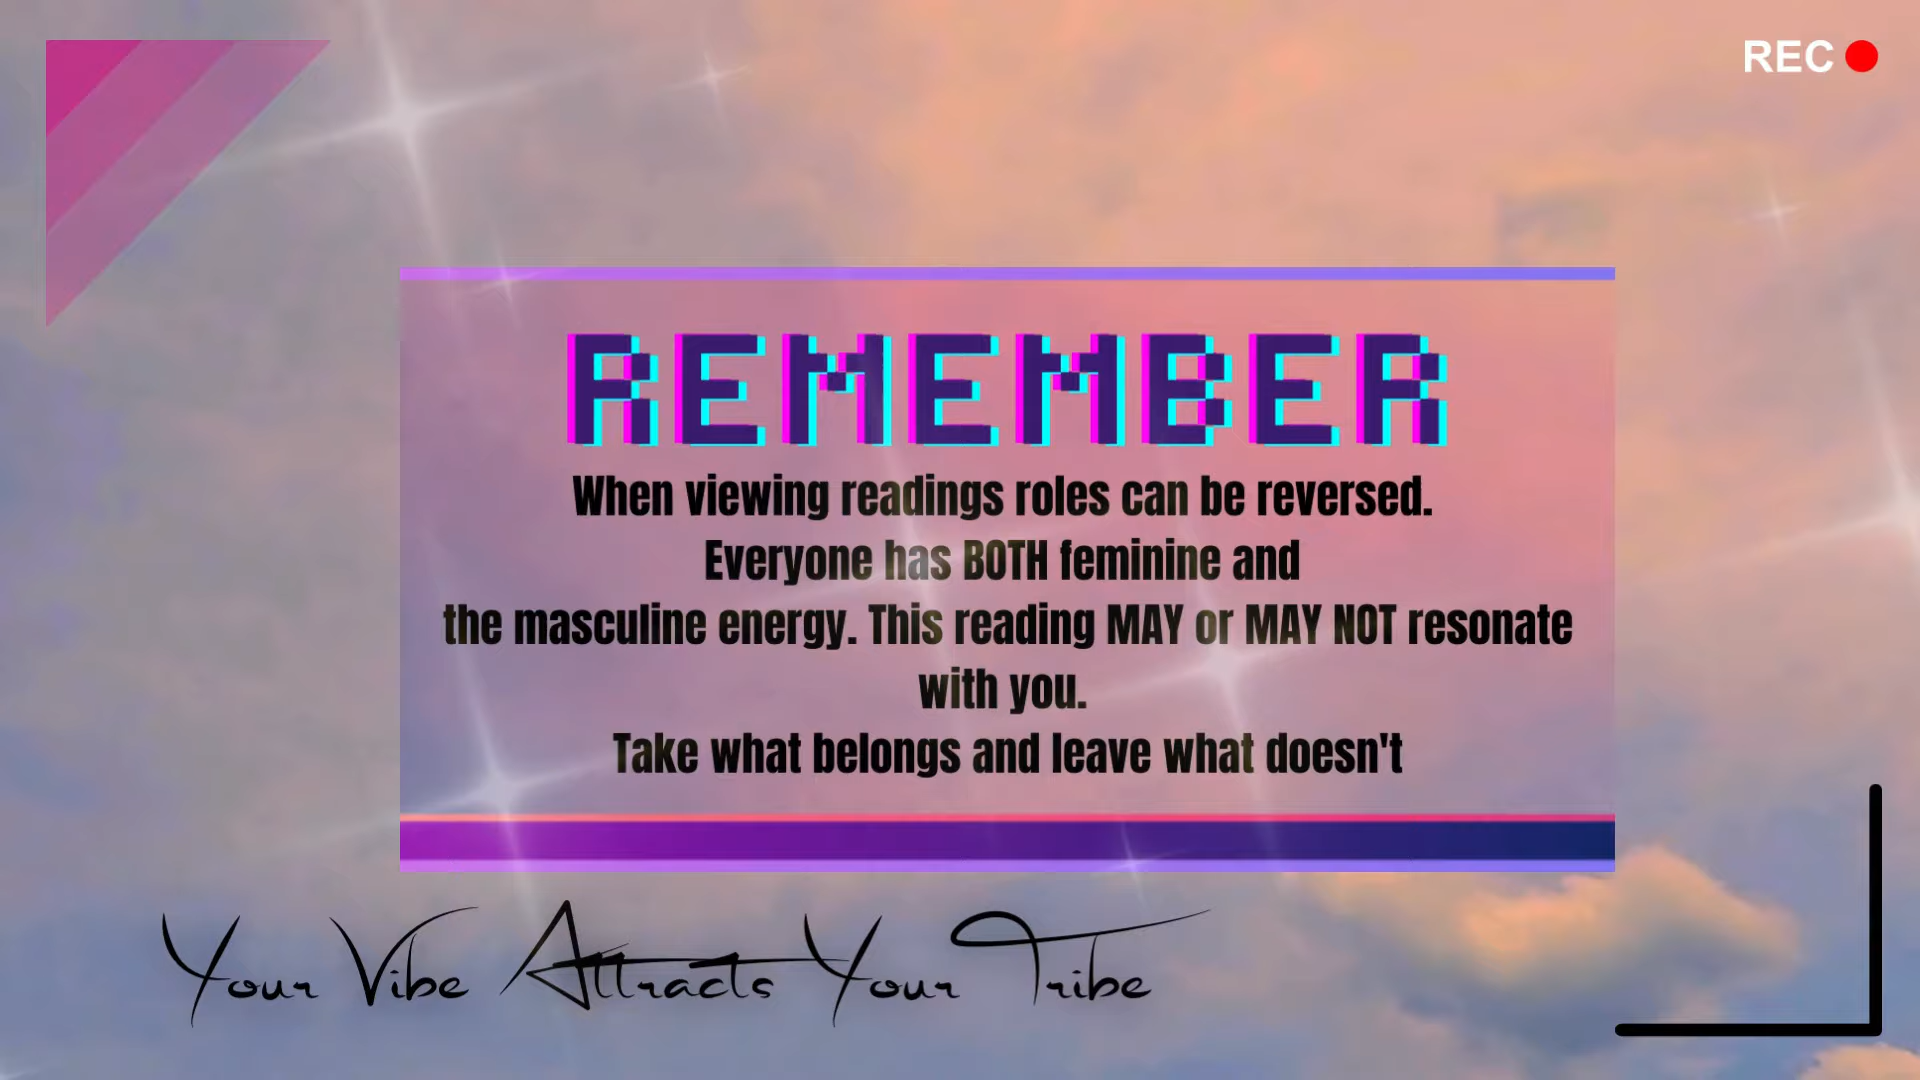 REC
REMEMBER
When viewing readings roles can be reversed.
Everyone has BOTH feminine and
the masculine energy. This reading MAY or MAY NOT resonate
with you.
Take what belongs and leave what doesn't
Your Vibe Attracts Your Tribe